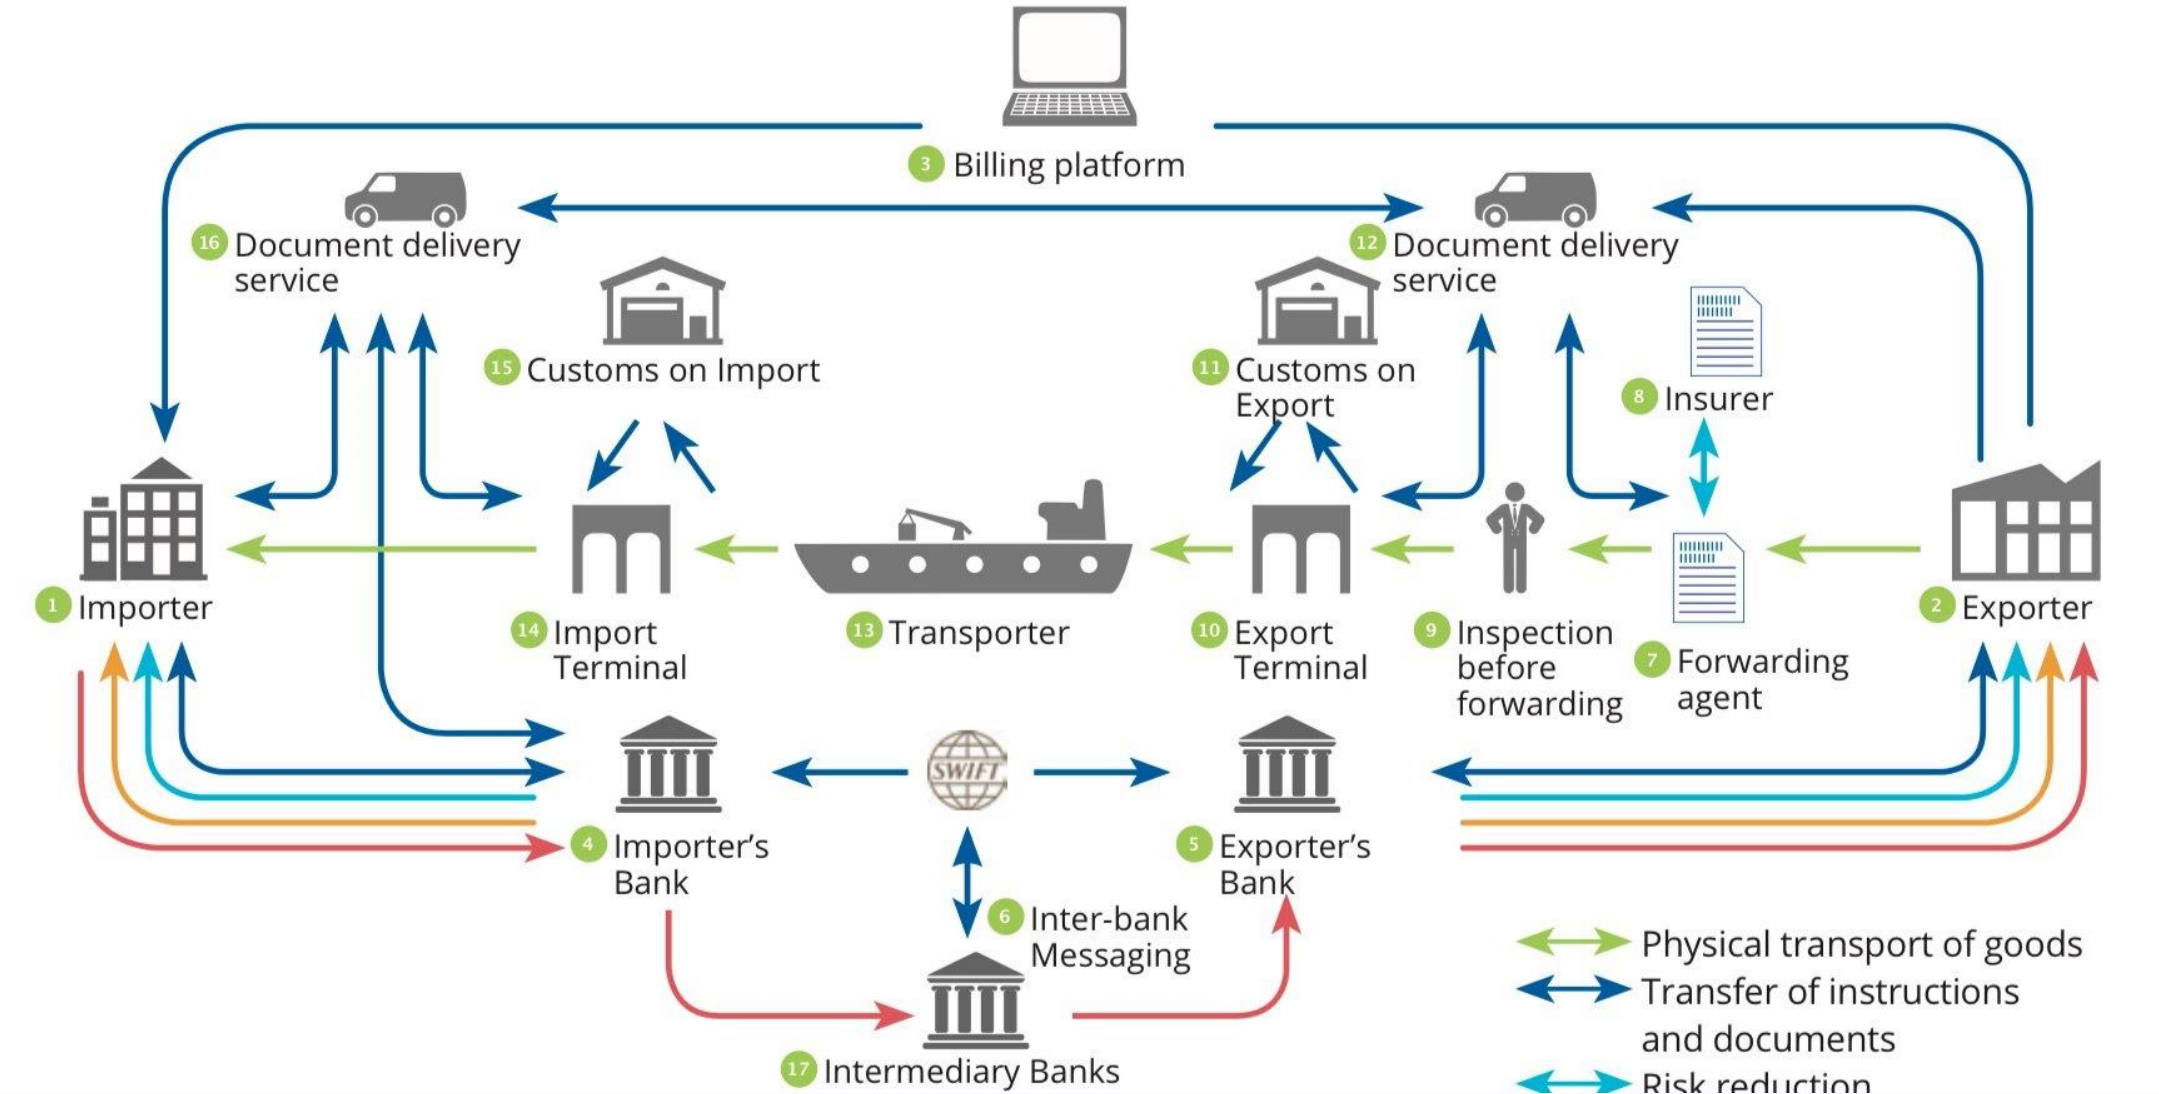 3 Billing platform
16 Document delivery
service
12 Document delivery
service
15 Customs on Import
11 Customs on
Export
8 Insurer
1 Importer
14 Import
Terminal
13 Transporter
10 Export
Terminal
9 Inspection
before
forwarding
7 Forwarding
agent
2 Exporter
SWIFT
4 Importer's
Bank
5 Exporter's
Bank
6 Inter-bank
Messaging
17 Intermediary Banks
Physical transport of goods
Transfer of instructions
and documents
Risk reduction